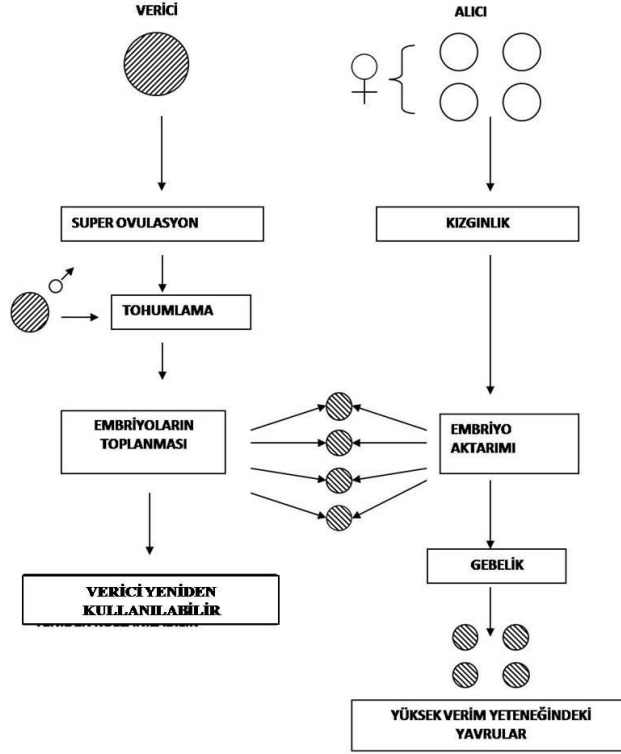 VERİCİ
ALICI
SUPER OVULASYON
KIZGINLIK
TOHUMLAMA
EMBRİYOLARIN
TOPLANMASI
EMBRİYO
AKTARIMI
GEBELİK
VERİCİ YENİDEN
KULLANILABİLİR
YÜKSEK VERİM YETENEĞİNDEKİ
YAVRULAR